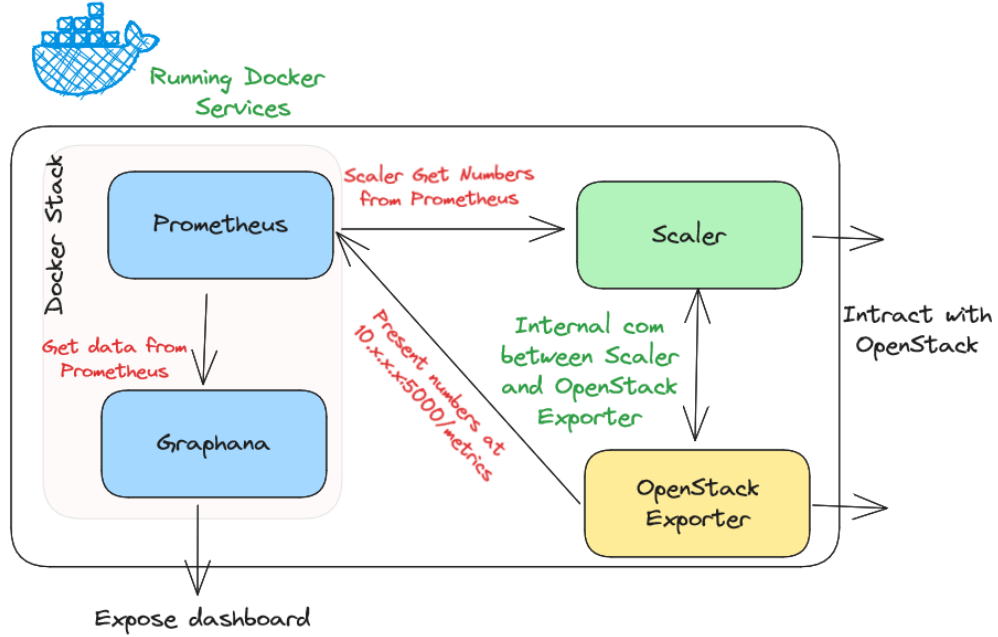 Running Docker
Services
Docker Stack
Prometheus
Scaler Get Numbers
from Prometheus
Scaler
Get data from
Prometheus
Present numbers at
10.x.x.x:5000/metrics
Internal com
between Scaler
and OpenStack
Exporter
Intract with
OpenStack
Graphana
OpenStack
Exporter
Expose dashboard